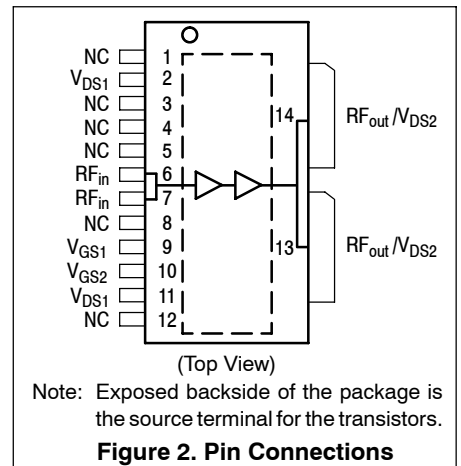 NC 1
VDS1 2
NC 3
14 RFout/VDS2
NC 4
NC 5
RFin 6
RFin 7
NC 8
VGS1 9 13 RFout/VDS2
VGS2 10
VDS1 11
NC 12
(Top View)
Note: Exposed backside of the package is
the source terminal for the transistors.
Figure 2. Pin Connections